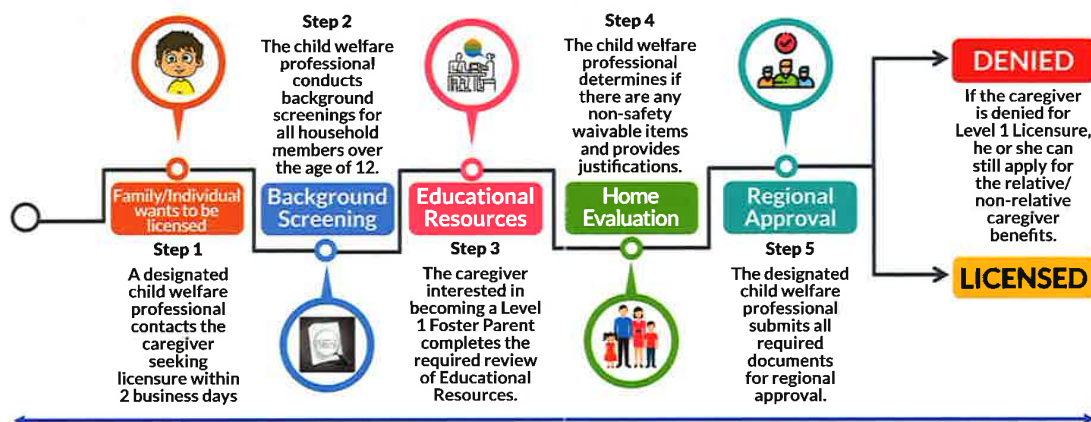 Family/Individual
wants to be
licensed
Step 1
A designated
child welfare
professional
contacts the
caregiver
seeking
licensure within
2 business days
Step 2
The child welfare
professional
conducts
background
screenings for
all household
members over
the age of 12.
Background
Screening
Educational
Resources
Step 3
The caregiver
interested in
becoming a Level
1 Foster Parent
completes the
required review
of Educational
Resources.
Step 4
The child welfare
professional
determines if
there are any
non-safety
waivable items
and provides
justifications.
Home
Evaluation
Regional
Approval
Step 5
The designated
child welfare
professional
submits all
required
documents
for regional
approval.
DENIED
If the caregiver
is denied for
Level 1 Licensure,
he or she can
still apply for
the relative/
non-relative
caregiver
benefits.
LICENSED